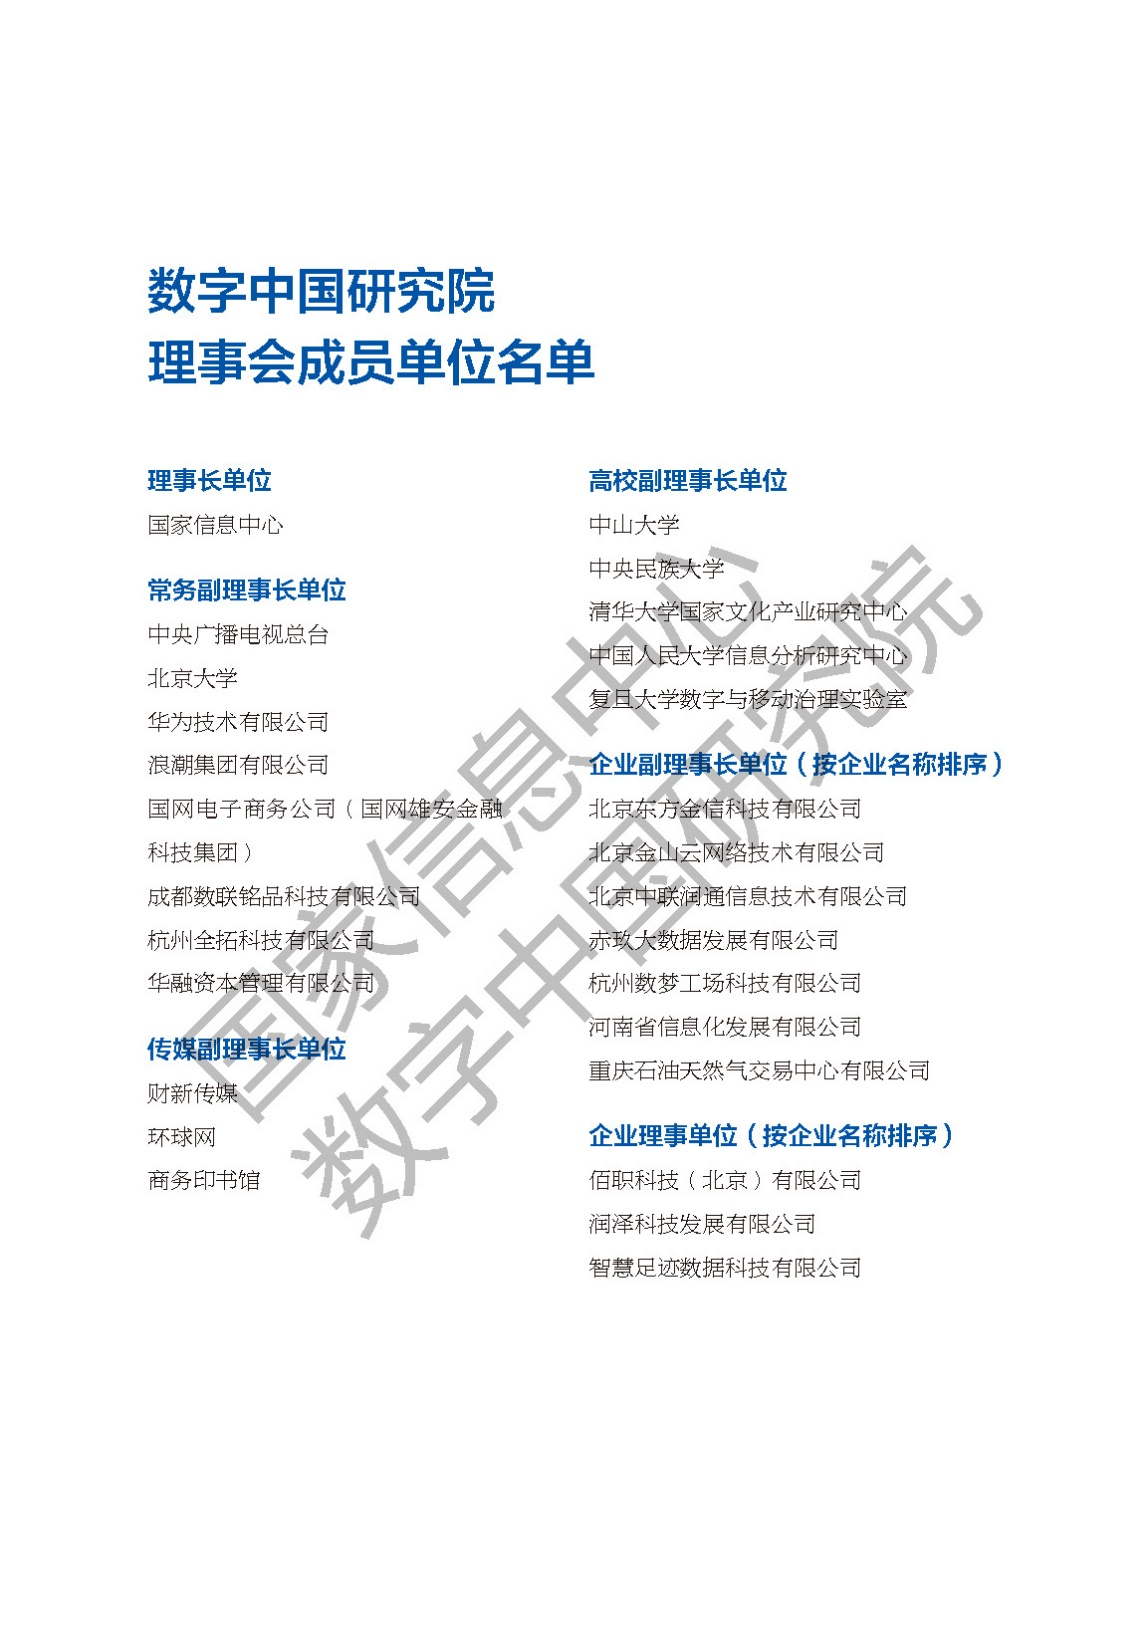 数字中国研究院
理事会成员单位名单
理事长单位
国家信息中心
常务副理事长单位
中央广播电视总台
北京大学
华为技术有限公司
浪潮集团有限公司
国网电子商务公司（国网雄安金融
科技集团）
成都数联铭品科技有限公司
杭州全拓科技有限公司
华融资本管理有限公司
传媒副理事长单位
财新传媒
环球网
商务印书馆
高校副理事长单位
中山大学
中央民族大学
清华大学国家文化产业研究中心
中国人民大学信息分析研究中心
复旦大学数字与移动治理实验室
企业副理事长单位（按企业名称排序）
北京东方金信科技有限公司
北京金山云网络技术有限公司
北京中联润通信息技术有限公司
赤玖大数据发展有限公司
杭州数梦工场科技有限公司
河南省信息化发展有限公司
重庆石油天然气交易中心有限公司
企业理事单位（按企业名称排序）
佰职科技（北京）有限公司
润泽科技发展有限公司
智慧足迹数据科技有限公司
国家信息中心
数字中国研究院